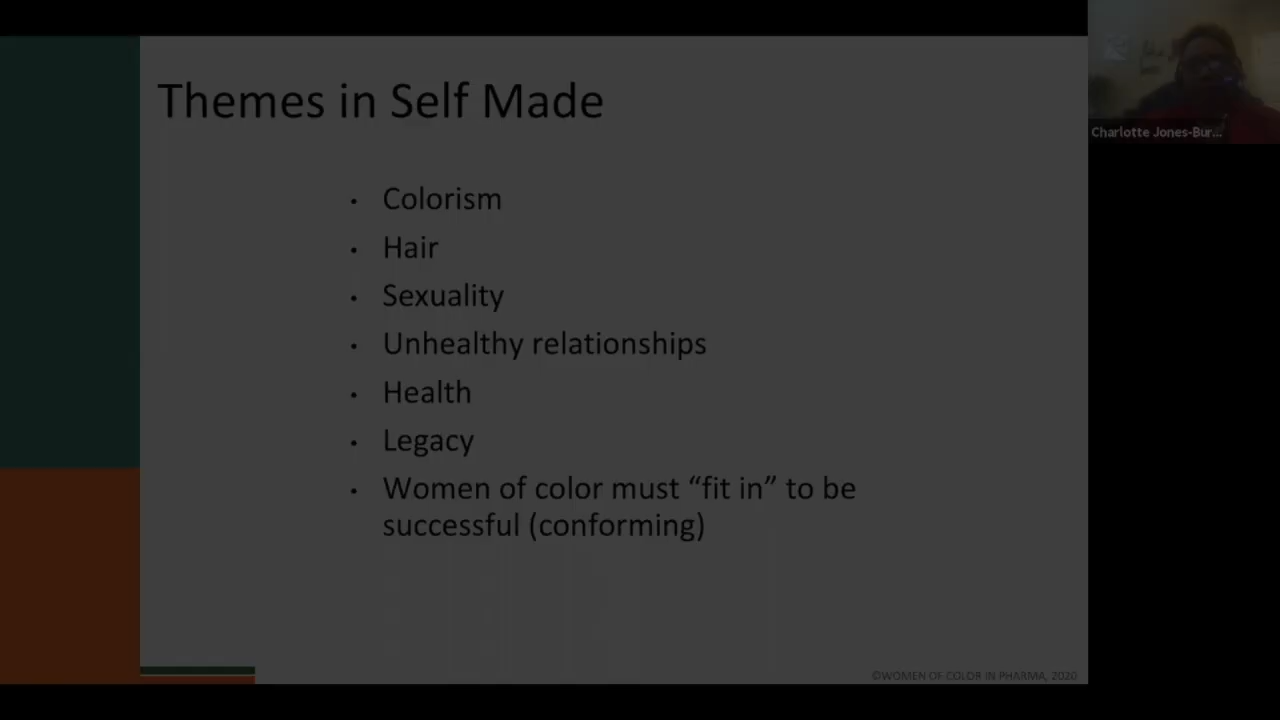 Themes in Self Made
• Colorism
• Hair
• Sexuality
• Unhealthy relationships
• Health
• Legacy
• Women of color must “fit in” to be
successful (conforming)
©WOMEN OF COLOR IN PHARMA, 2020
Charlotte Jones-Bur...